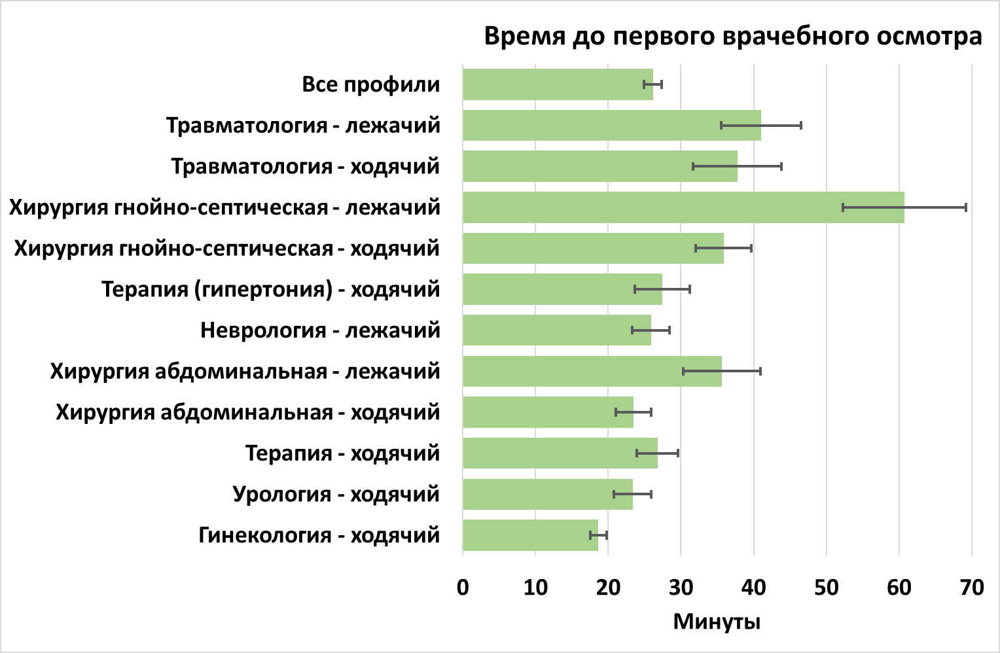 Время до первого врачебного осмотра
Все профили
Травматология - лежачий
Травматология - ходячий
Хирургия гнойно-септическая - лежачий
Хирургия гнойно-септическая - ходячий
Терапия (гипертония) - ходячий
Неврология - лежачий
Хирургия абдоминальная - лежачий
Хирургия абдоминальная - ходячий
Терапия - ходячий
Урология - ходячий
Гинекология - ходячий
0 10 20 30 40 50 60 70
Минуты